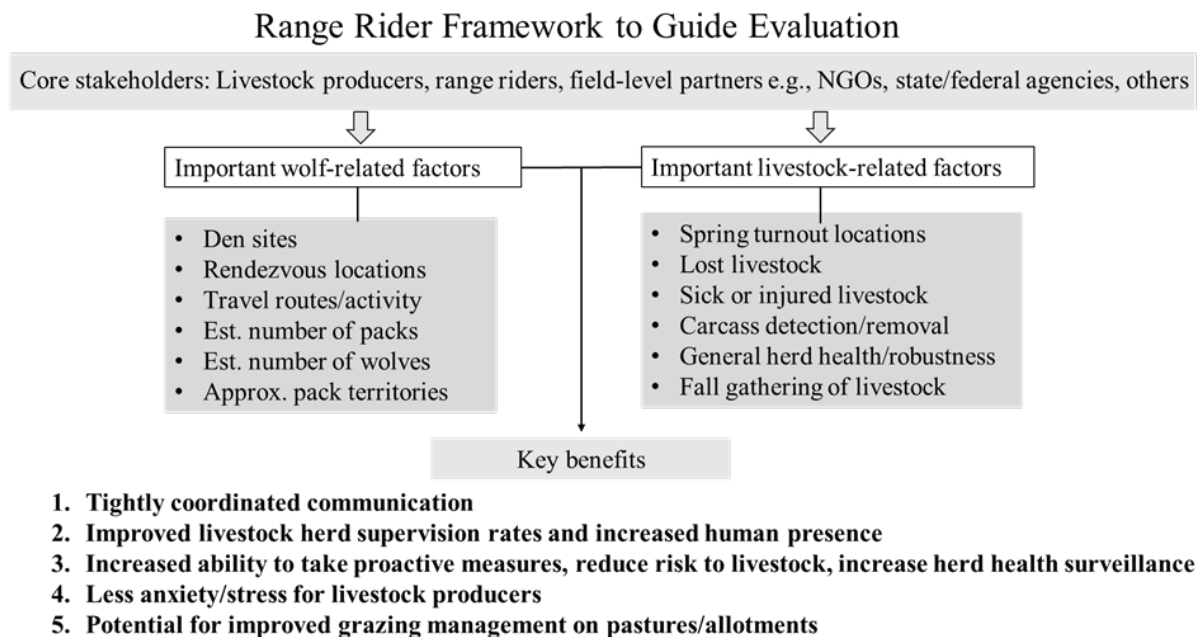 Range Rider Framework to Guide Evaluation
Core stakeholders: Livestock producers, range riders, field-level partners e.g., NGOs, state/federal agencies, others
Important wolf-related factors
• Den sites
• Rendezvous locations
• Travel routes/activity
• Est. number of packs
• Est. number of wolves
• Approx. pack territories
Important livestock-related factors
• Spring turnout locations
• Lost livestock
• Sick or injured livestock
• Carcass detection/removal
• General herd health/robustness
• Fall gathering of livestock
Key benefits
1. Tightly coordinated communication
2. Improved livestock herd supervision rates and increased human presence
3. Increased ability to take proactive measures, reduce risk to livestock, increase herd health surveillance
4. Less anxiety/stress for livestock producers
5. Potential for improved grazing management on pastures/allotments